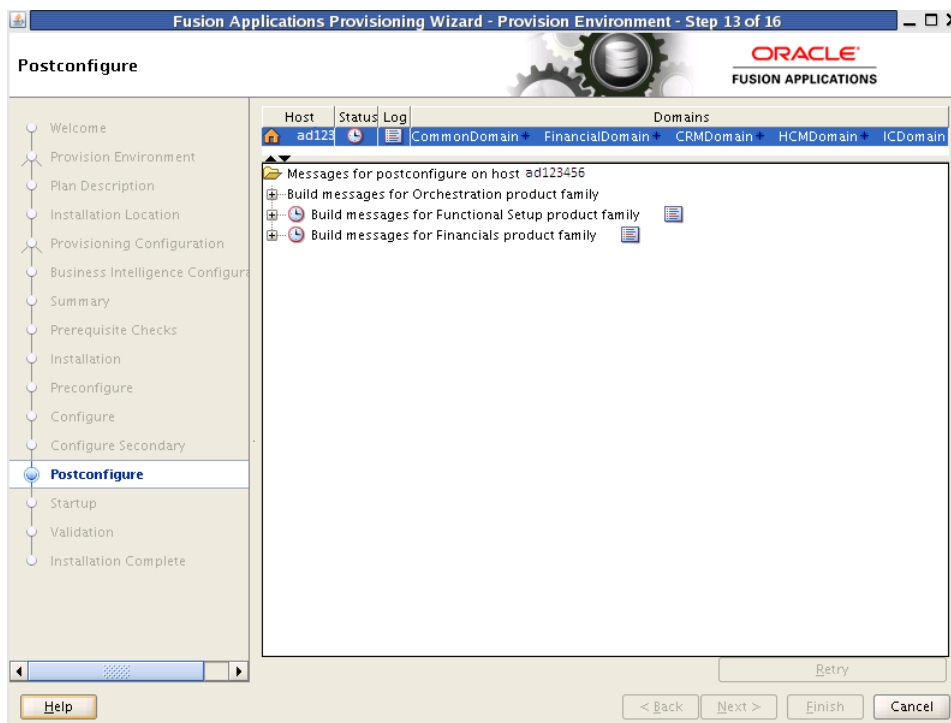 Fusion Applications Provisioning Wizard - Provision Environment - Step 13 of 16
Postconfigure
ORACLE
FUSION APPLICATIONS
Welcome
Provision Environment
Plan Description
Installation Location
Provisioning Configuration
Business Intelligence Configura
Summary
Prerequisite Checks
Installation
Preconfigure
Configure
Configure Secondary
Postconfigure
Startup
Validation
Installation Complete
Host Status Log Domains
ad123 CommonDomain+ FinancialDomain+ CRMDomain+ HCMDomain+ ICDomain
Messages for postconfigure on host ad123456
Build messages for Orchestration product family
Build messages for Functional Setup product family
Build messages for Financials product family
Retry
Help
< Back Next > Finish Cancel